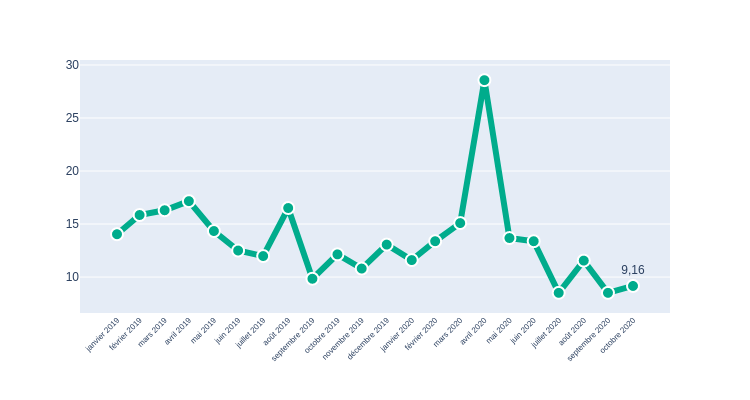 30
25
20
15
10
9,16
janvier 2019
février 2019
mars 2019
avril 2019
mai 2019
juin 2019
juillet 2019
août 2019
septembre 2019
octobre 2019
novembre 2019
décembre 2019
janvier 2020
février 2020
mars 2020
avril 2020
mai 2020
juin 2020
juillet 2020
août 2020
septembre 2020
octobre 2020